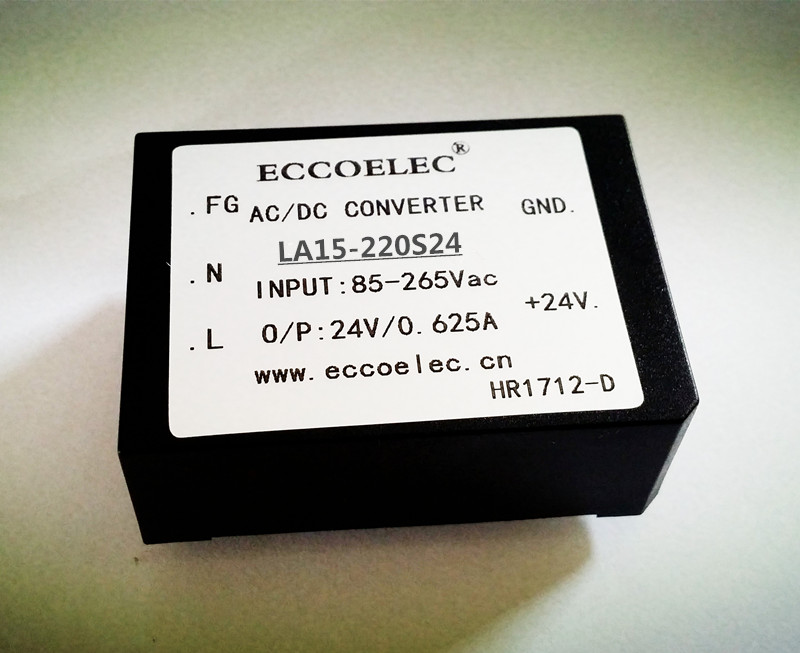 ECCOELEC®
. FG AC/DC CONVERTER GND.
LA15-220S24
. N INPUT:85-265Vac +24V.
. L O/P:24V/0.625A
www.eccoelec.cn
HR1712-D